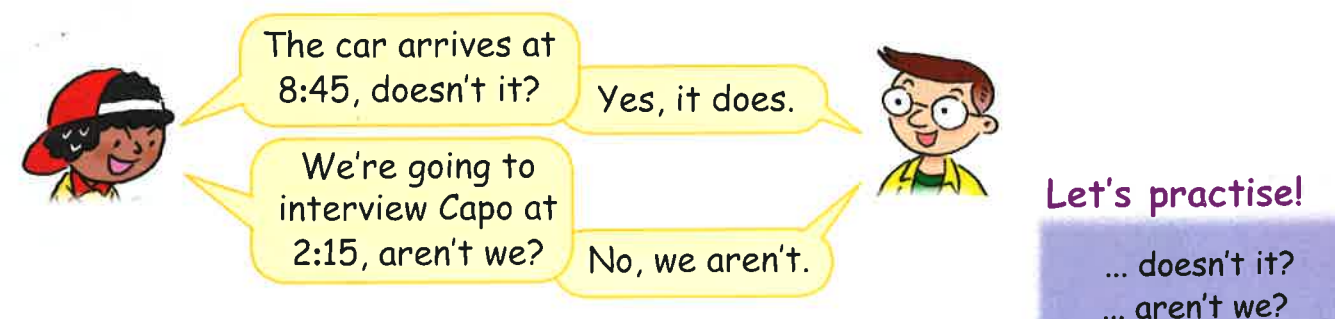 The car arrives at
8:45, doesn't it?
Yes, it does.
We're going to
interview Capo at
2:15, aren't we?
No, we aren't.
Let's practise!
... doesn't it?
... aren't we?